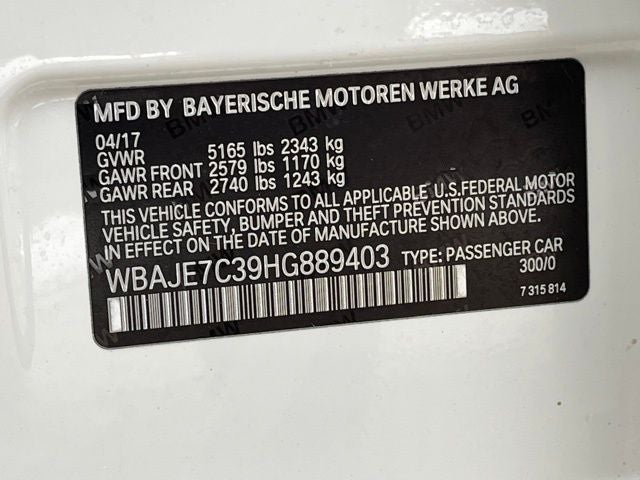 MFD BY BAYERISCHE MOTOREN WERKE AG
04/17
GVWR 5165 lbs 2343 kg
GAWR FRONT 2579 lbs 1170 kg
GAWR REAR 2740 lbs 1243 kg
THIS VEHICLE CONFORMS TO ALL APPLICABLE U.S.FEDERAL MOTOR
VEHICLE SAFETY, BUMPER AND THEFT PREVENTION STANDARDS
IN EFFECT ON THE DATE OF MANUFACTURE SHOWN ABOVE.
WBAJE7C39HG889403 TYPE: PASSENGER CAR
300/0
7 315 814